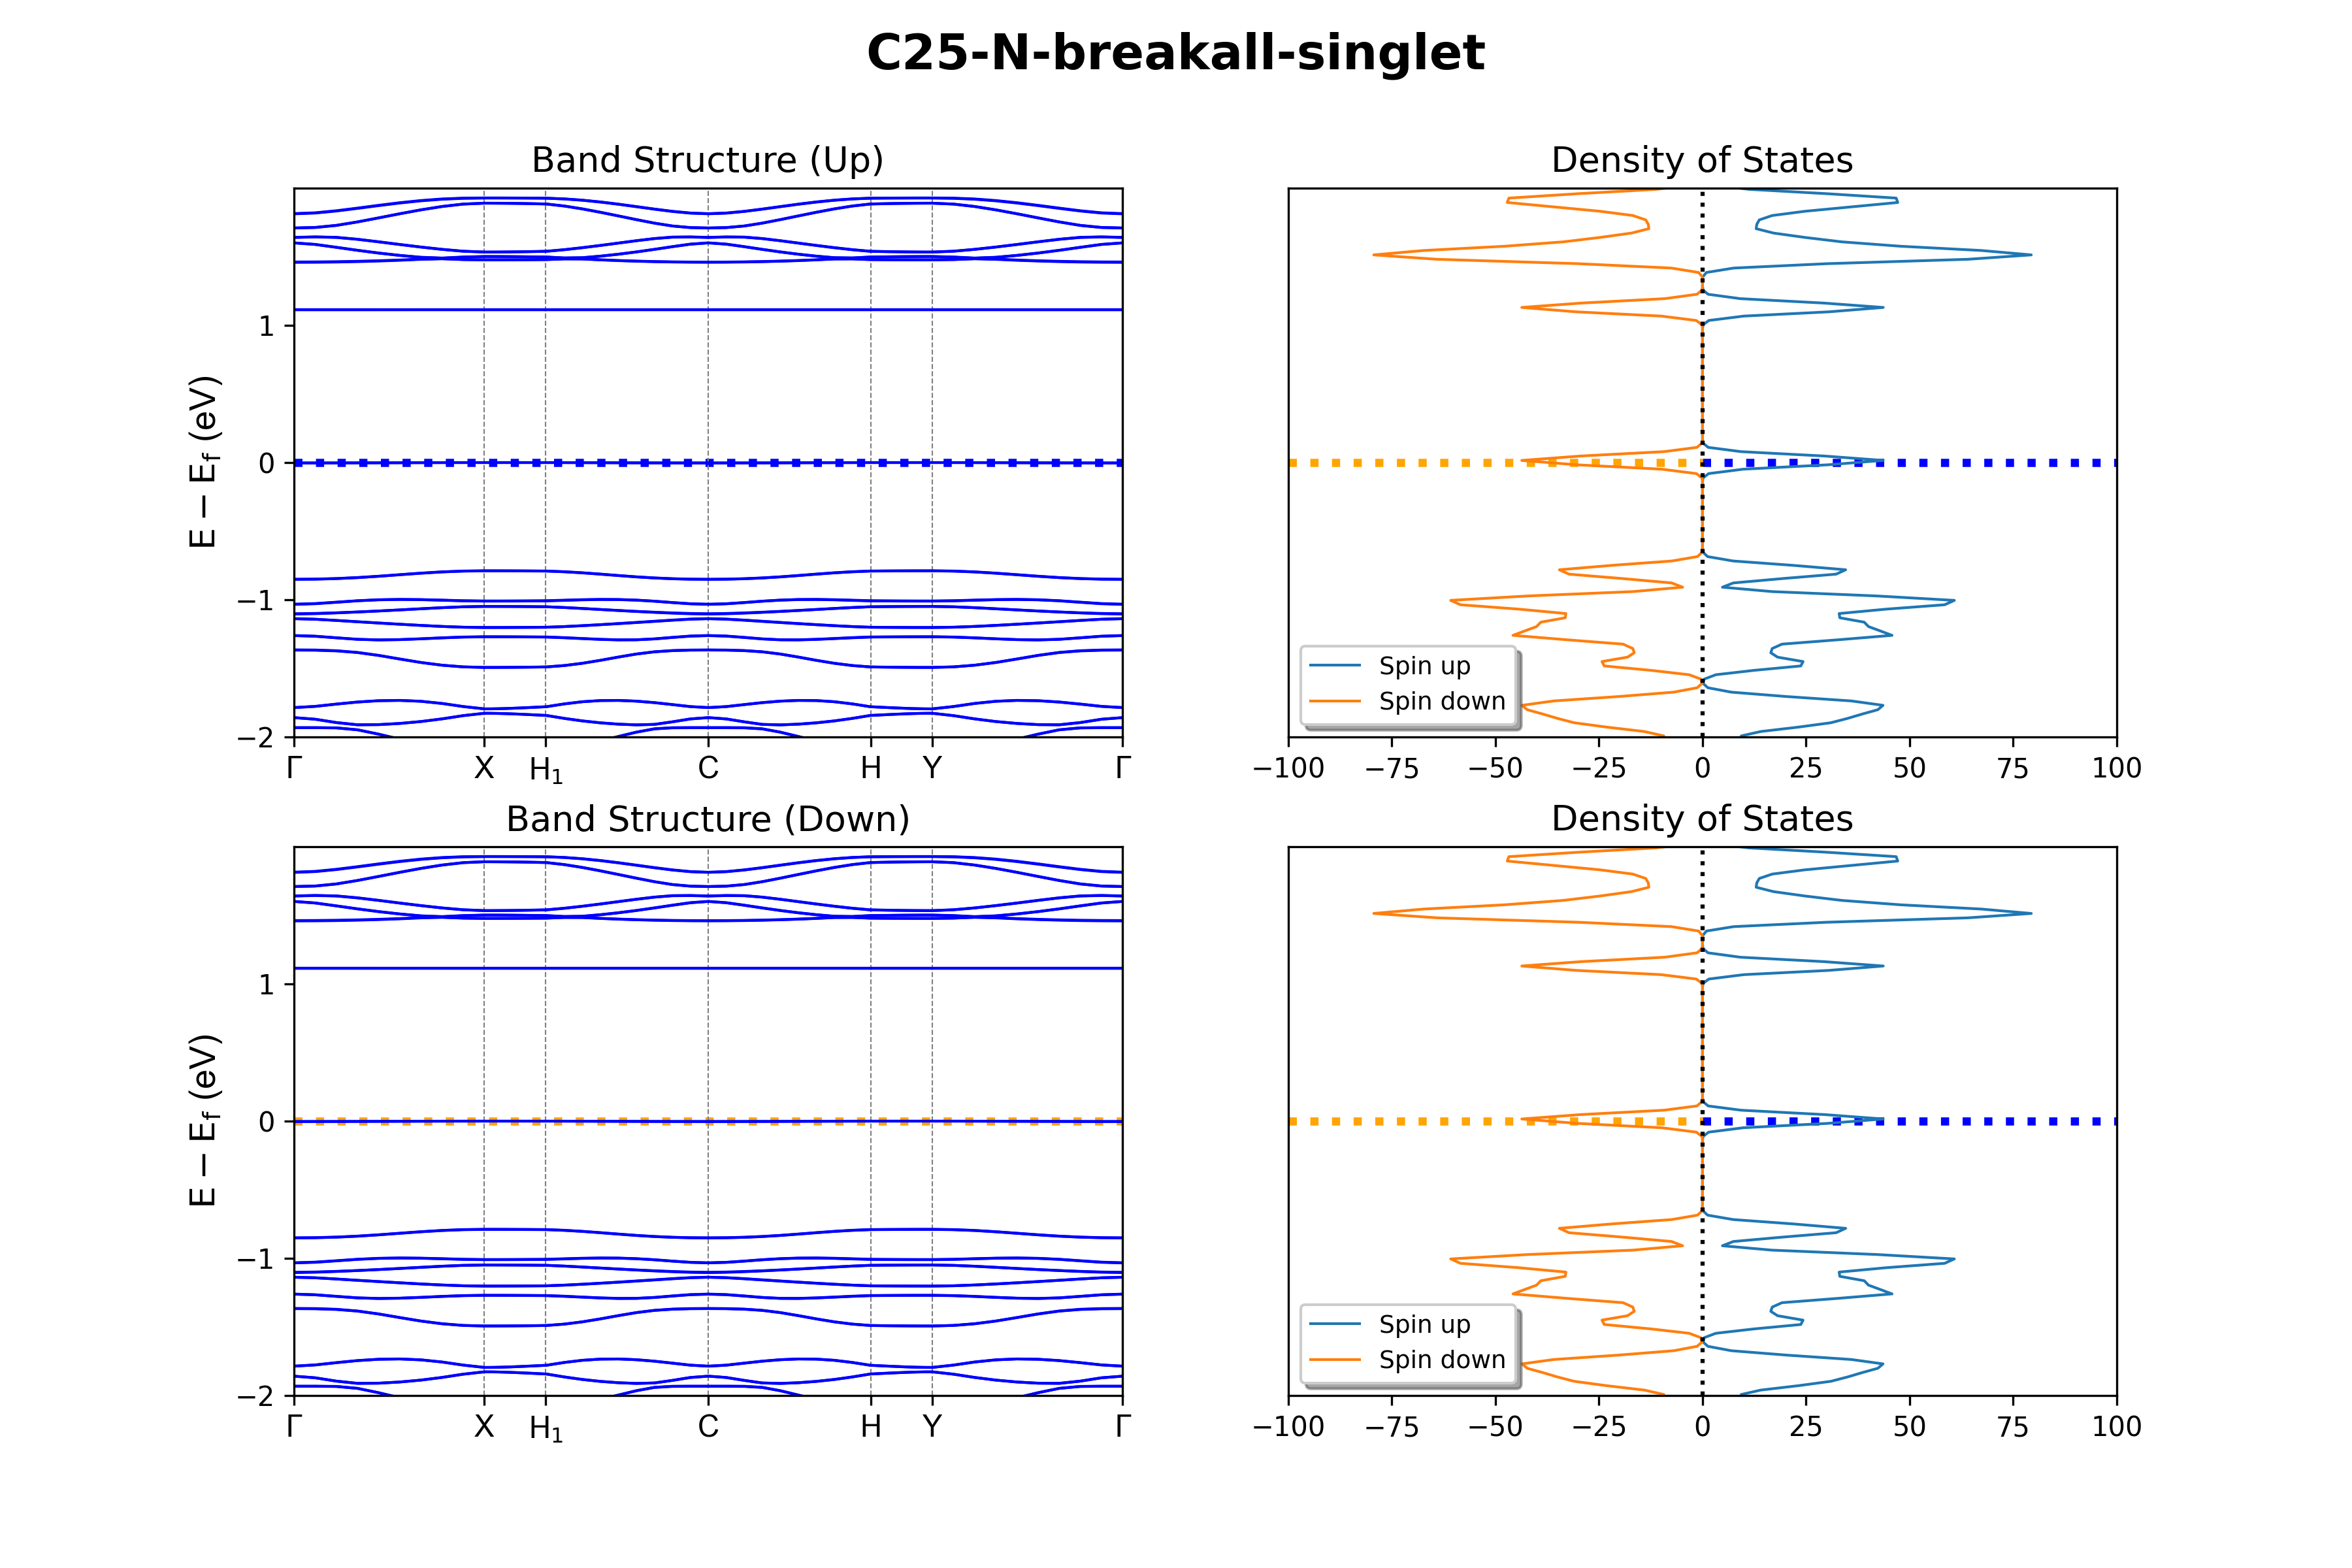 C25-N-breakall-singlet
Band Structure (Up)
Density of States
E − E_f (eV)
1
0
−1
−2
Γ X H₁ C H Y Γ
Spin up
Spin down
−100 −75 −50 −25 0 25 50 75 100
Band Structure (Down)
Density of States
E − E_f (eV)
1
0
−1
−2
Γ X H₁ C H Y Γ
Spin up
Spin down
−100 −75 −50 −25 0 25 50 75 100